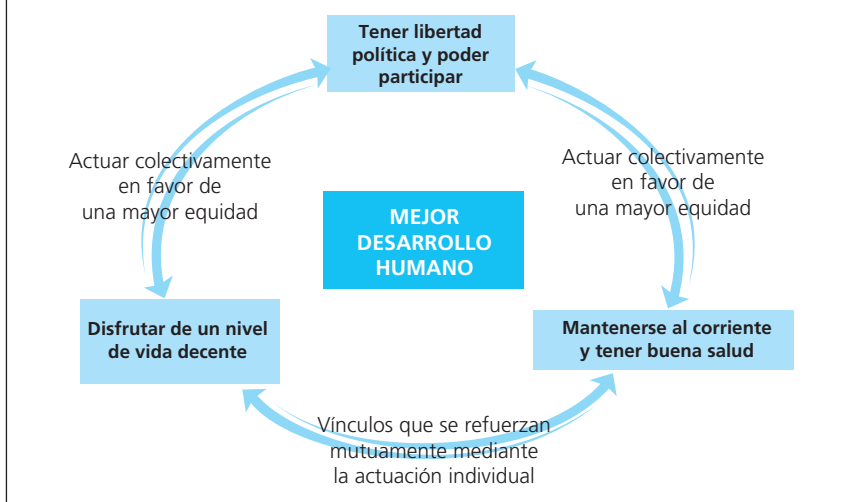 Tener libertad
política y poder
participar
Actuar colectivamente
en favor de
una mayor equidad
Actuar colectivamente
en favor de
una mayor equidad
MEJOR
DESARROLLO
HUMANO
Disfrutar de un nivel
de vida decente
Mantenerse al corriente
y tener buena salud
Vínculos que se refuerzan
mutuamente mediante
la actuación individual